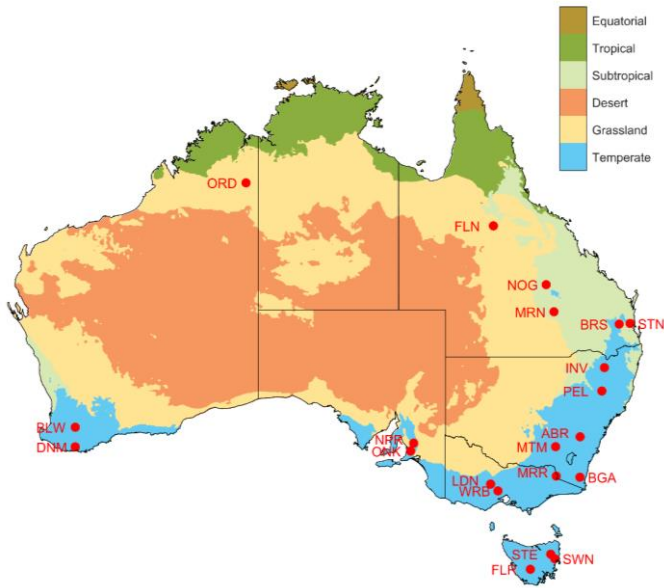 Equatorial
Tropical
Subtropical
Desert
Grassland
Temperate
ORD
FLN
NOG
MRN
BRS STN
INV
PEL
BLW
ABR
DNM
NPR
MTM
ONK
LDN
MRR
BGA
WRB
STE
SWN
FLR